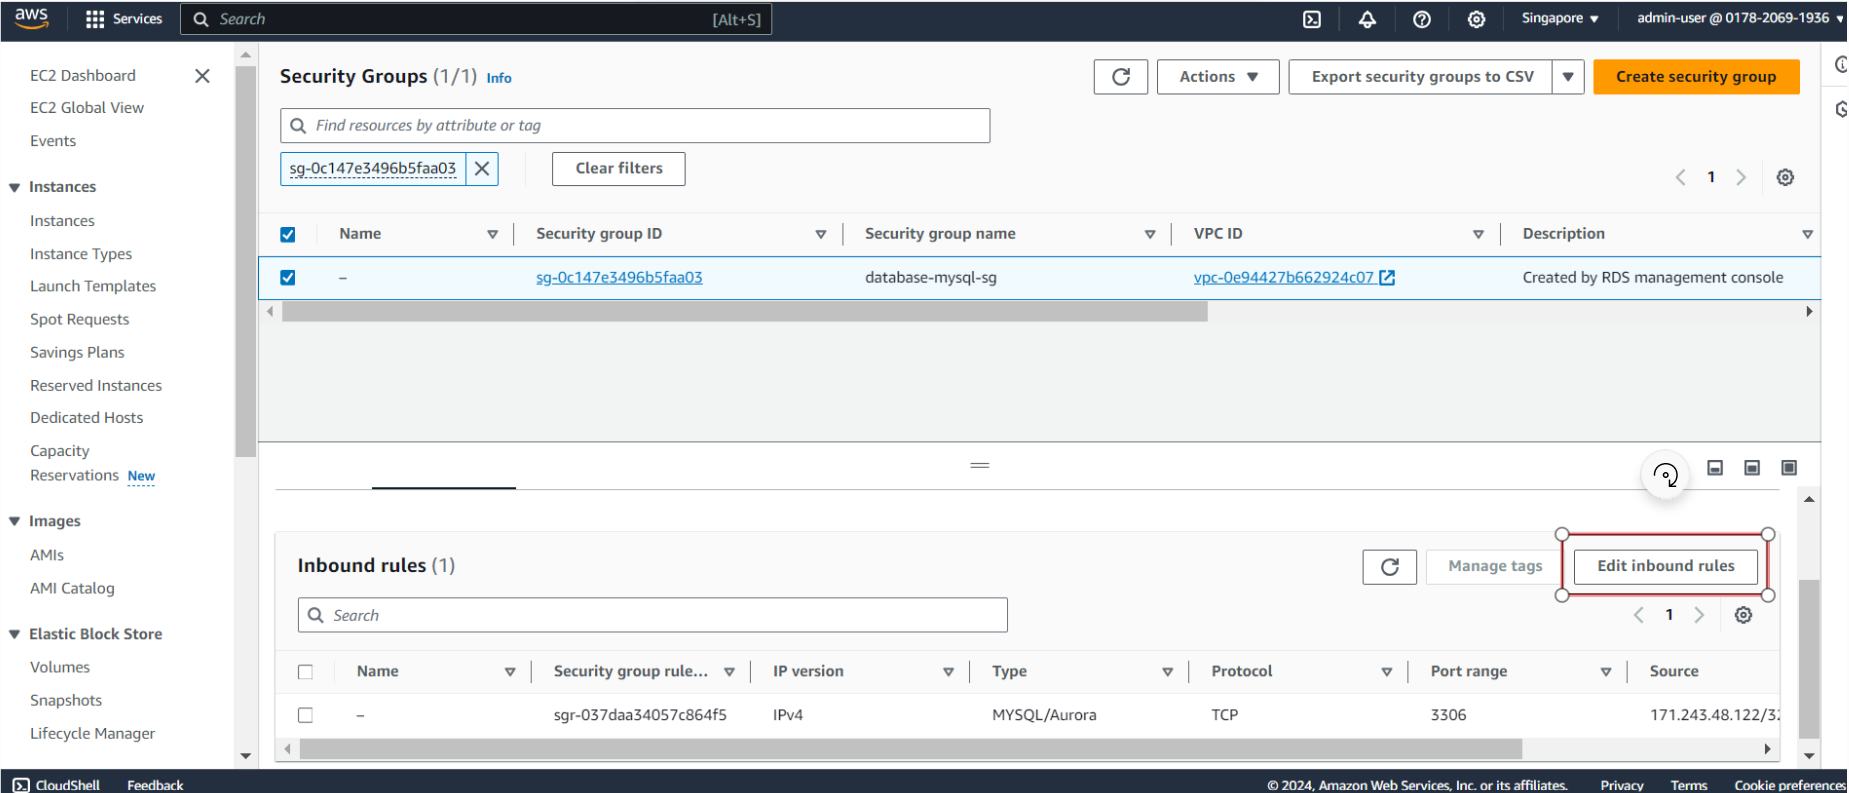 aws
Services
Search
[Alt+S]
Singapore
admin-user @ 0178-2069-1936
EC2 Dashboard
EC2 Global View
Events
Instances
Instances
Instance Types
Launch Templates
Spot Requests
Savings Plans
Reserved Instances
Dedicated Hosts
Capacity
Reservations New
Images
AMIs
AMI Catalog
Elastic Block Store
Volumes
Snapshots
Lifecycle Manager
Security Groups (1/1) Info
Actions
Export security groups to CSV
Create security group
Find resources by attribute or tag
sg-0c147e3496b5faa03
Clear filters
1
Name Security group ID Security group name VPC ID Description
– sg-0c147e3496b5faa03 database-mysql-sg vpc-0e94427b662924c07 Created by RDS management console
Inbound rules (1)
Manage tags
Edit inbound rules
Search
1
Name Security group rule... IP version Type Protocol Port range Source
– sgr-037daa34057c864f5 IPv4 MYSQL/Aurora TCP 3306 171.243.48.122/32
CloudShell Feedback © 2024, Amazon Web Services, Inc. or its affiliates. Privacy Terms Cookie preferences